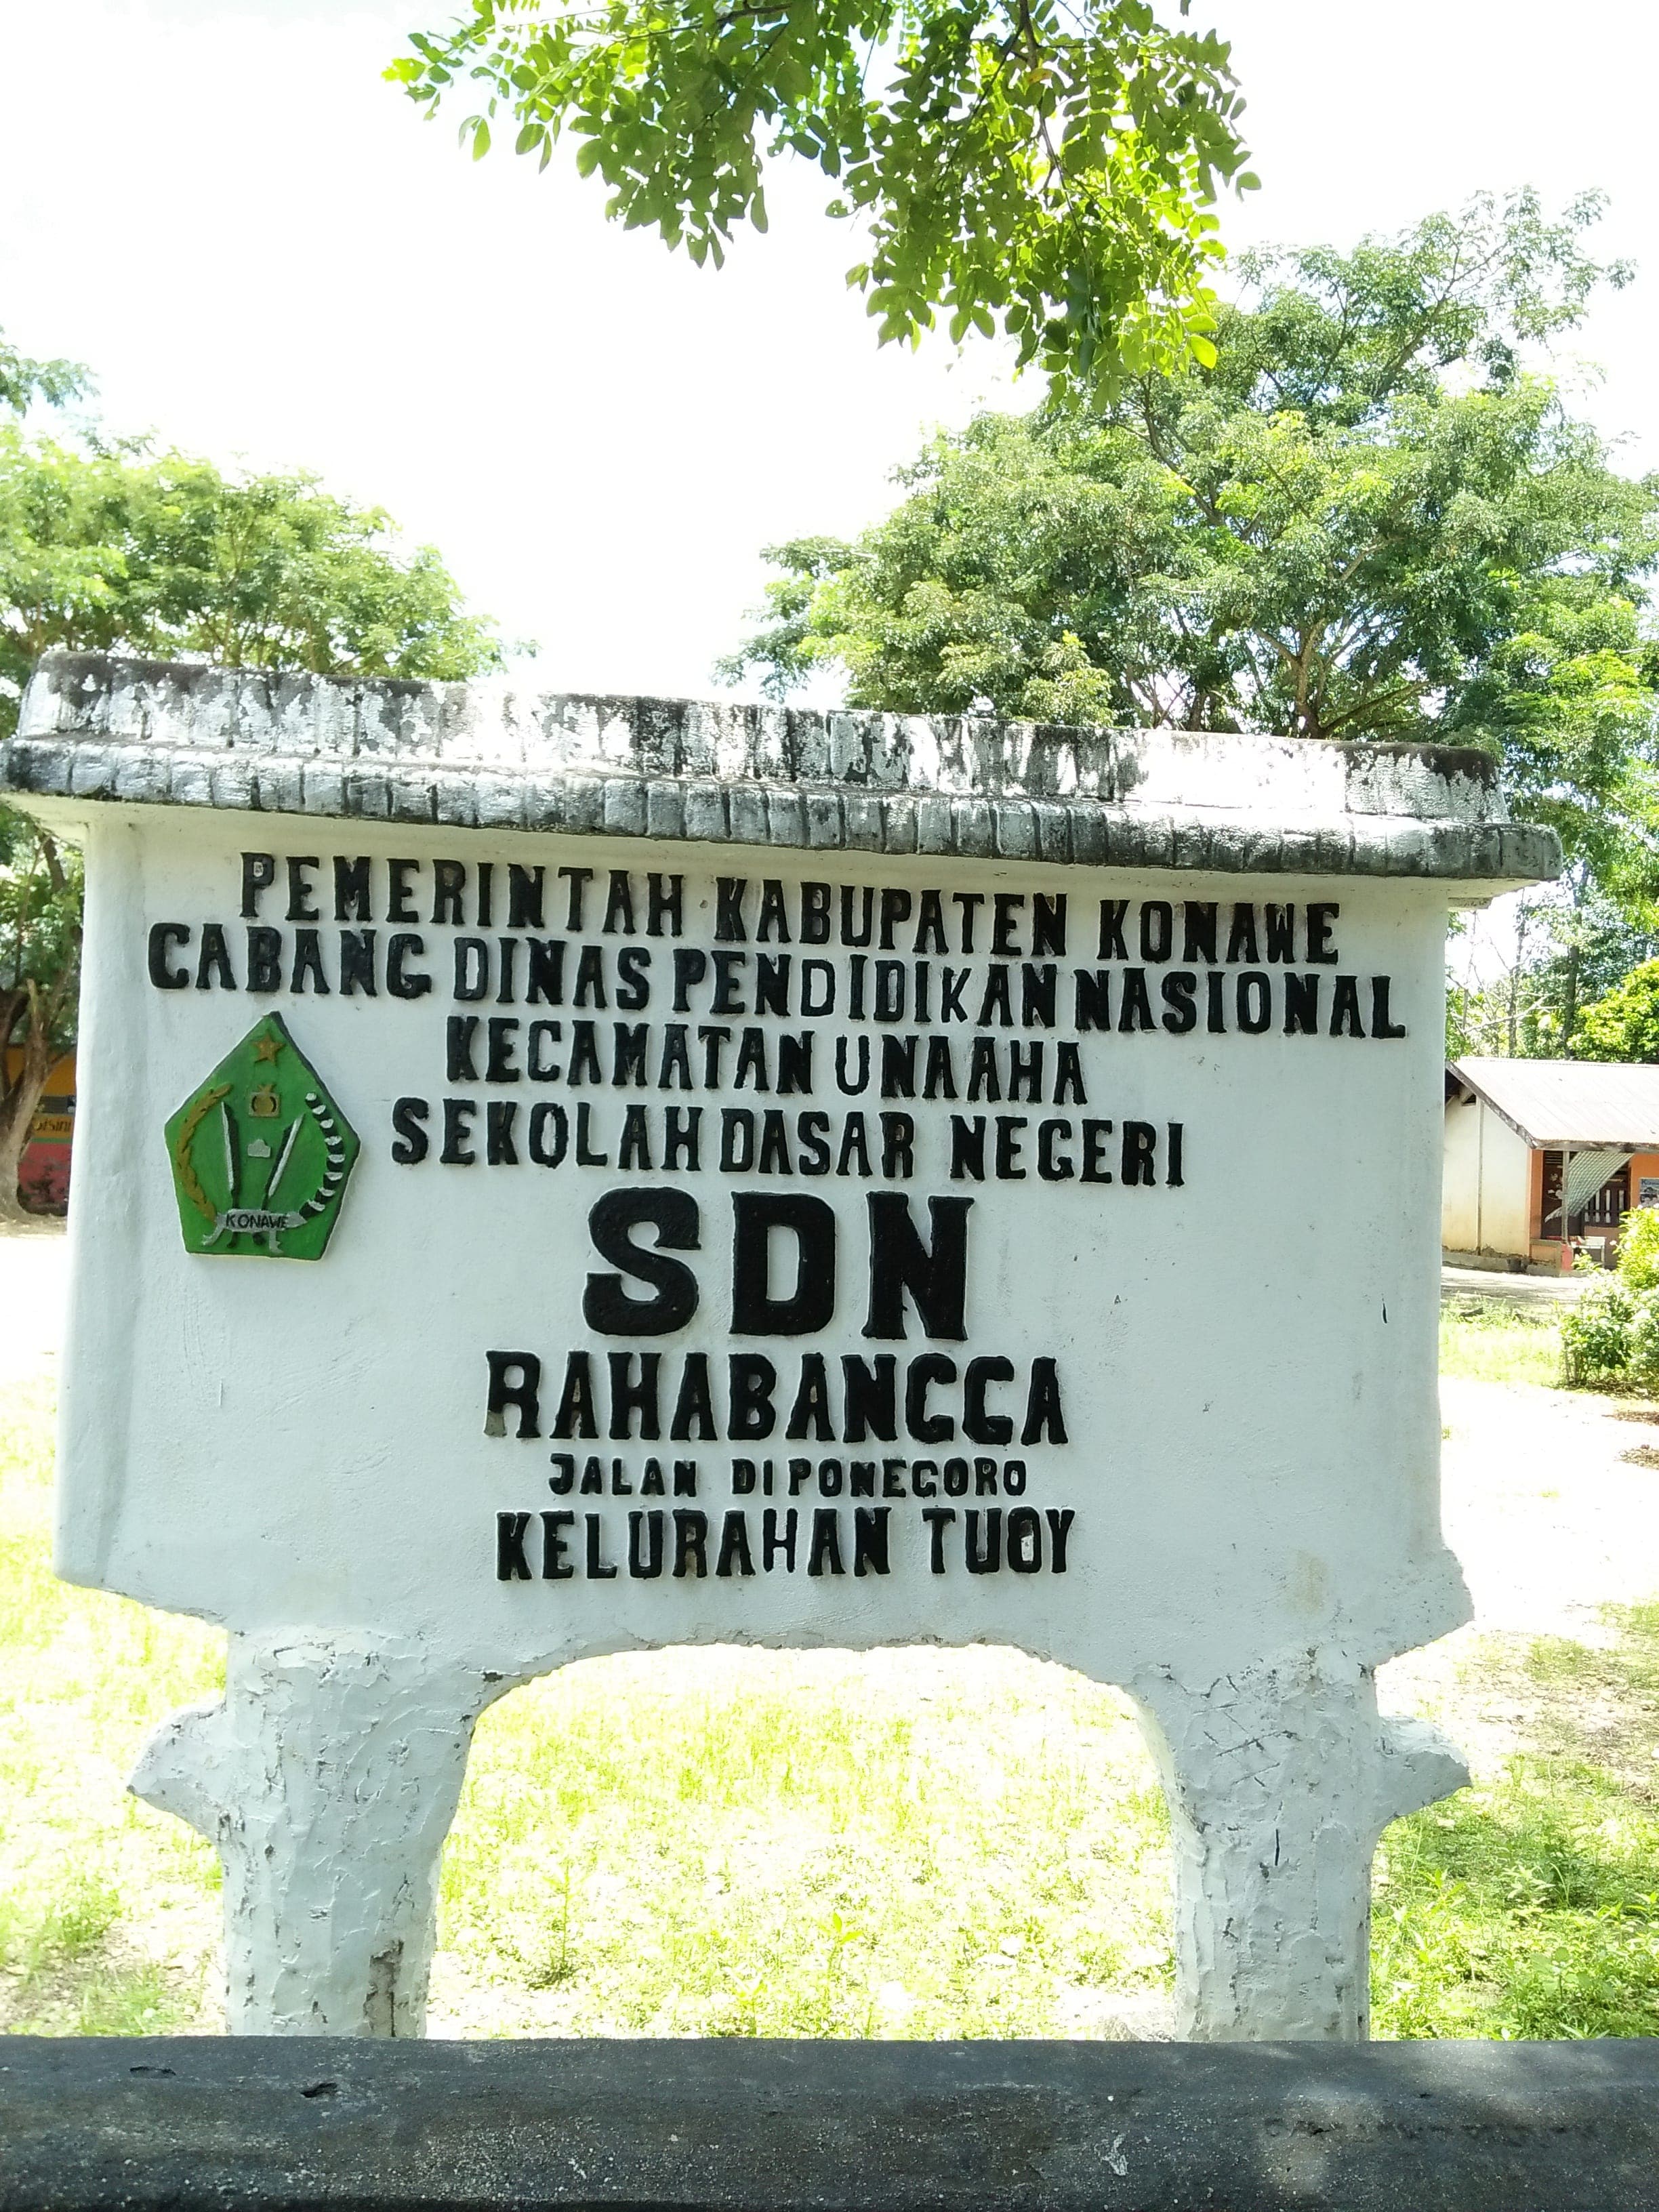 PEMERINTAH KABUPATEN KONAWE
CABANG DINAS PENDIDIKAN NASIONAL
KECAMATAN UNAAHA
SEKOLAH DASAR NEGERI
KONAWE
SDN
RAHABANGGA
JALAN DIPONEGORO
KELURAHAN TUOY